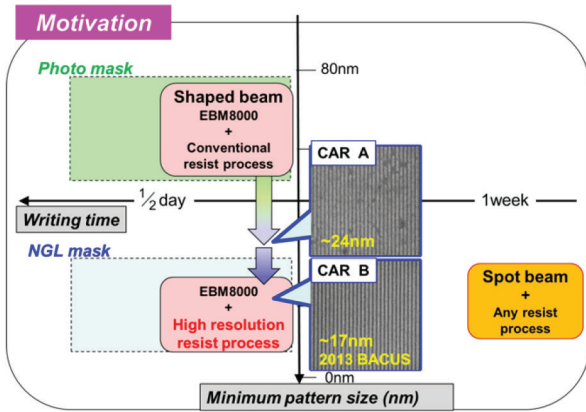 Motivation
Photo mask
80nm
Shaped beam
EBM8000
+
Conventional
resist process
CAR A
~24nm
1/2 day
1week
Writing time
NGL mask
EBM8000
+
High resolution
resist process
CAR B
~17nm
2013 BACUS
Spot beam
+
Any resist
process
0nm
Minimum pattern size (nm)